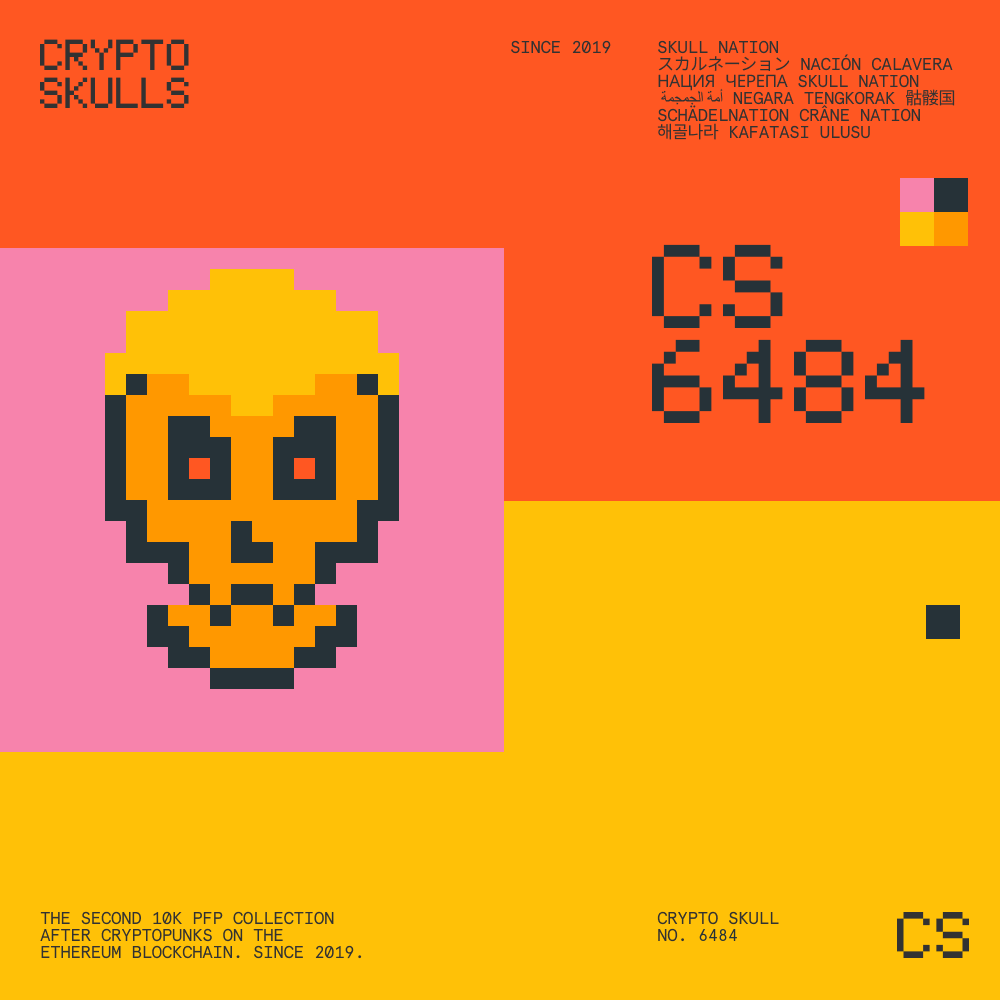 CRYPTO
SKULLS
SINCE 2019
SKULL NATION
スカルネーション NACIÓN CALAVERA
НАЦИЯ ЧЕРЕПА SKULL NATION
أمة الجمجمة NEGARA TENGKORAK 骷髅国
SCHÄDELNATION CRÂNE NATION
해골나라 KAFATASI ULUSU
CS
6484
THE SECOND 10K PFP COLLECTION
AFTER CRYPTOPUNKS ON THE
ETHEREUM BLOCKCHAIN. SINCE 2019.
CRYPTO SKULL
NO. 6484
CS